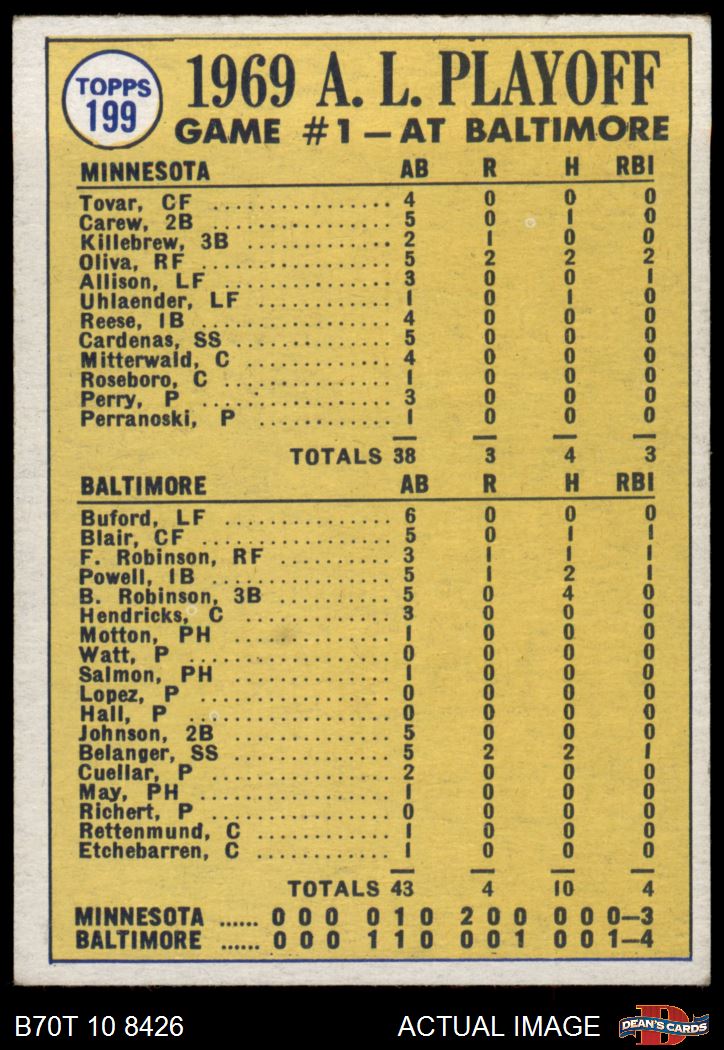 TOPPS
199
1969 A. L. PLAYOFF
GAME #1 — AT BALTIMORE
MINNESOTA AB R H RBI
Tovar, CF .................. 4 0 0 0
Carew, 2B .................. 5 0 1 0
Killebrew, 3B .................. 2 1 0 0
Oliva, RF .................. 5 2 2 2
Allison, LF .................. 3 0 0 1
Uhlaender, LF .................. 1 0 1 0
Reese, 1B .................. 4 0 0 0
Cardenas, SS .................. 5 0 0 0
Mitterwald, C .................. 4 0 0 0
Roseboro, C .................. 1 0 0 0
Perry, P .................. 3 0 0 0
Perranoski, P .................. 1 0 0 0
TOTALS 38 3 4 3
BALTIMORE AB R H RBI
Buford, LF .................. 6 0 0 0
Blair, CF .................. 5 0 1 1
F. Robinson, RF .................. 3 1 1 1
Powell, 1B .................. 5 1 2 1
B. Robinson, 3B .................. 5 0 4 0
Hendricks, C .................. 3 0 0 0
Motton, PH .................. 1 0 0 0
Watt, P .................. 0 0 0 0
Salmon, PH .................. 1 0 0 0
Lopez, P .................. 0 0 0 0
Hall, P .................. 0 0 0 0
Johnson, 2B .................. 5 0 0 0
Belanger, SS .................. 5 2 2 1
Cuellar, P .................. 2 0 0 0
May, PH .................. 1 0 0 0
Richert, P .................. 0 0 0 0
Rettenmund, C .................. 1 0 0 0
Etchebarren, C .................. 1 0 0 0
TOTALS 43 4 10 4
MINNESOTA ...... 0 0 0 0 1 0 2 0 0 0 0 0—3
BALTIMORE ...... 0 0 0 1 1 0 0 0 1 0 0 1—4
B70T 10 8426 ACTUAL IMAGE DEAN'S CARDS